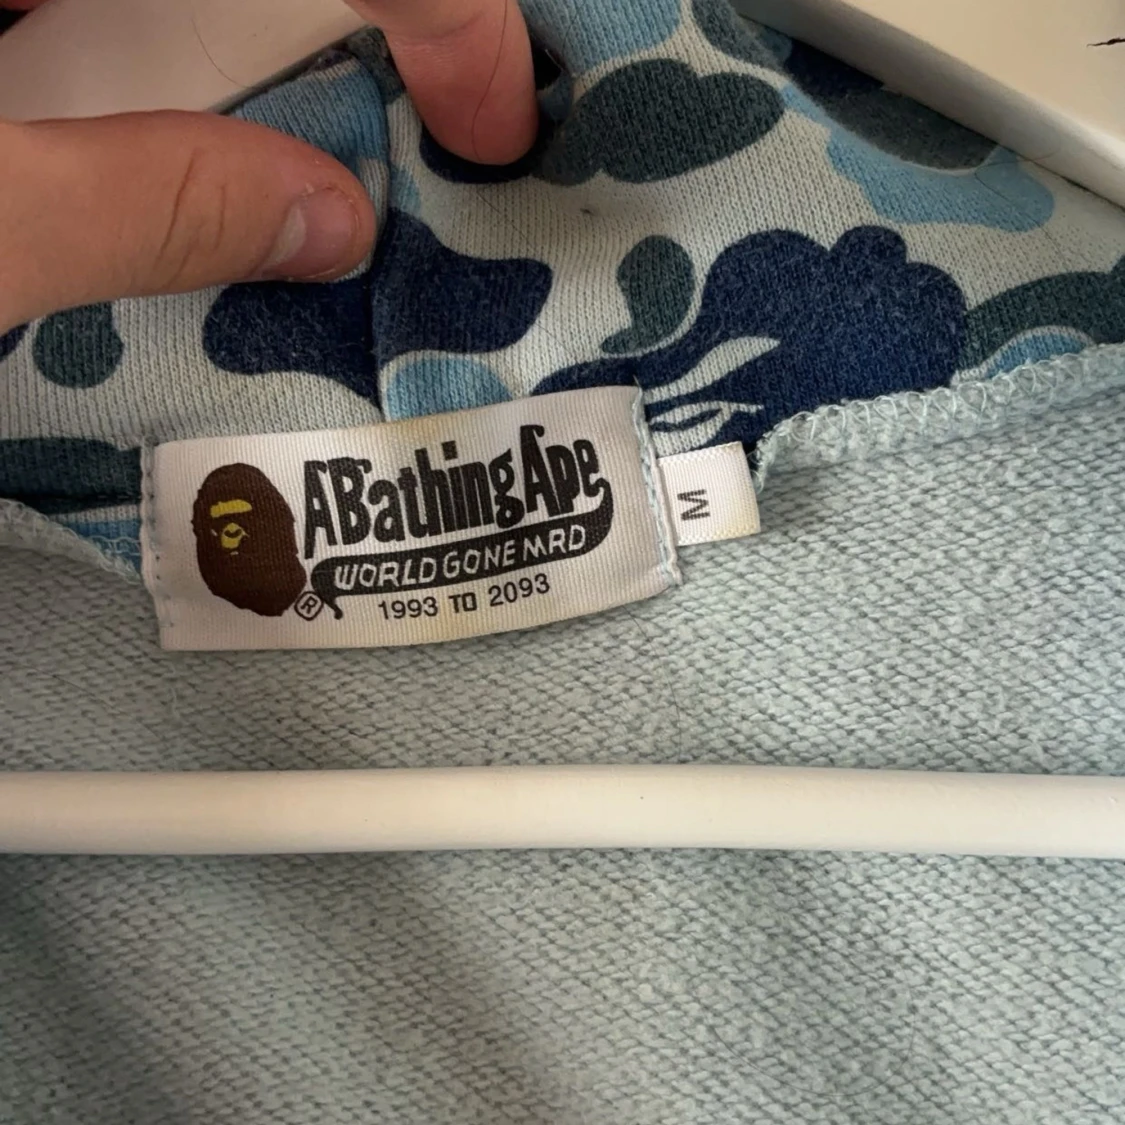 ABathingApe
WORLD GONE MAD
1993 TO 2093
®
M